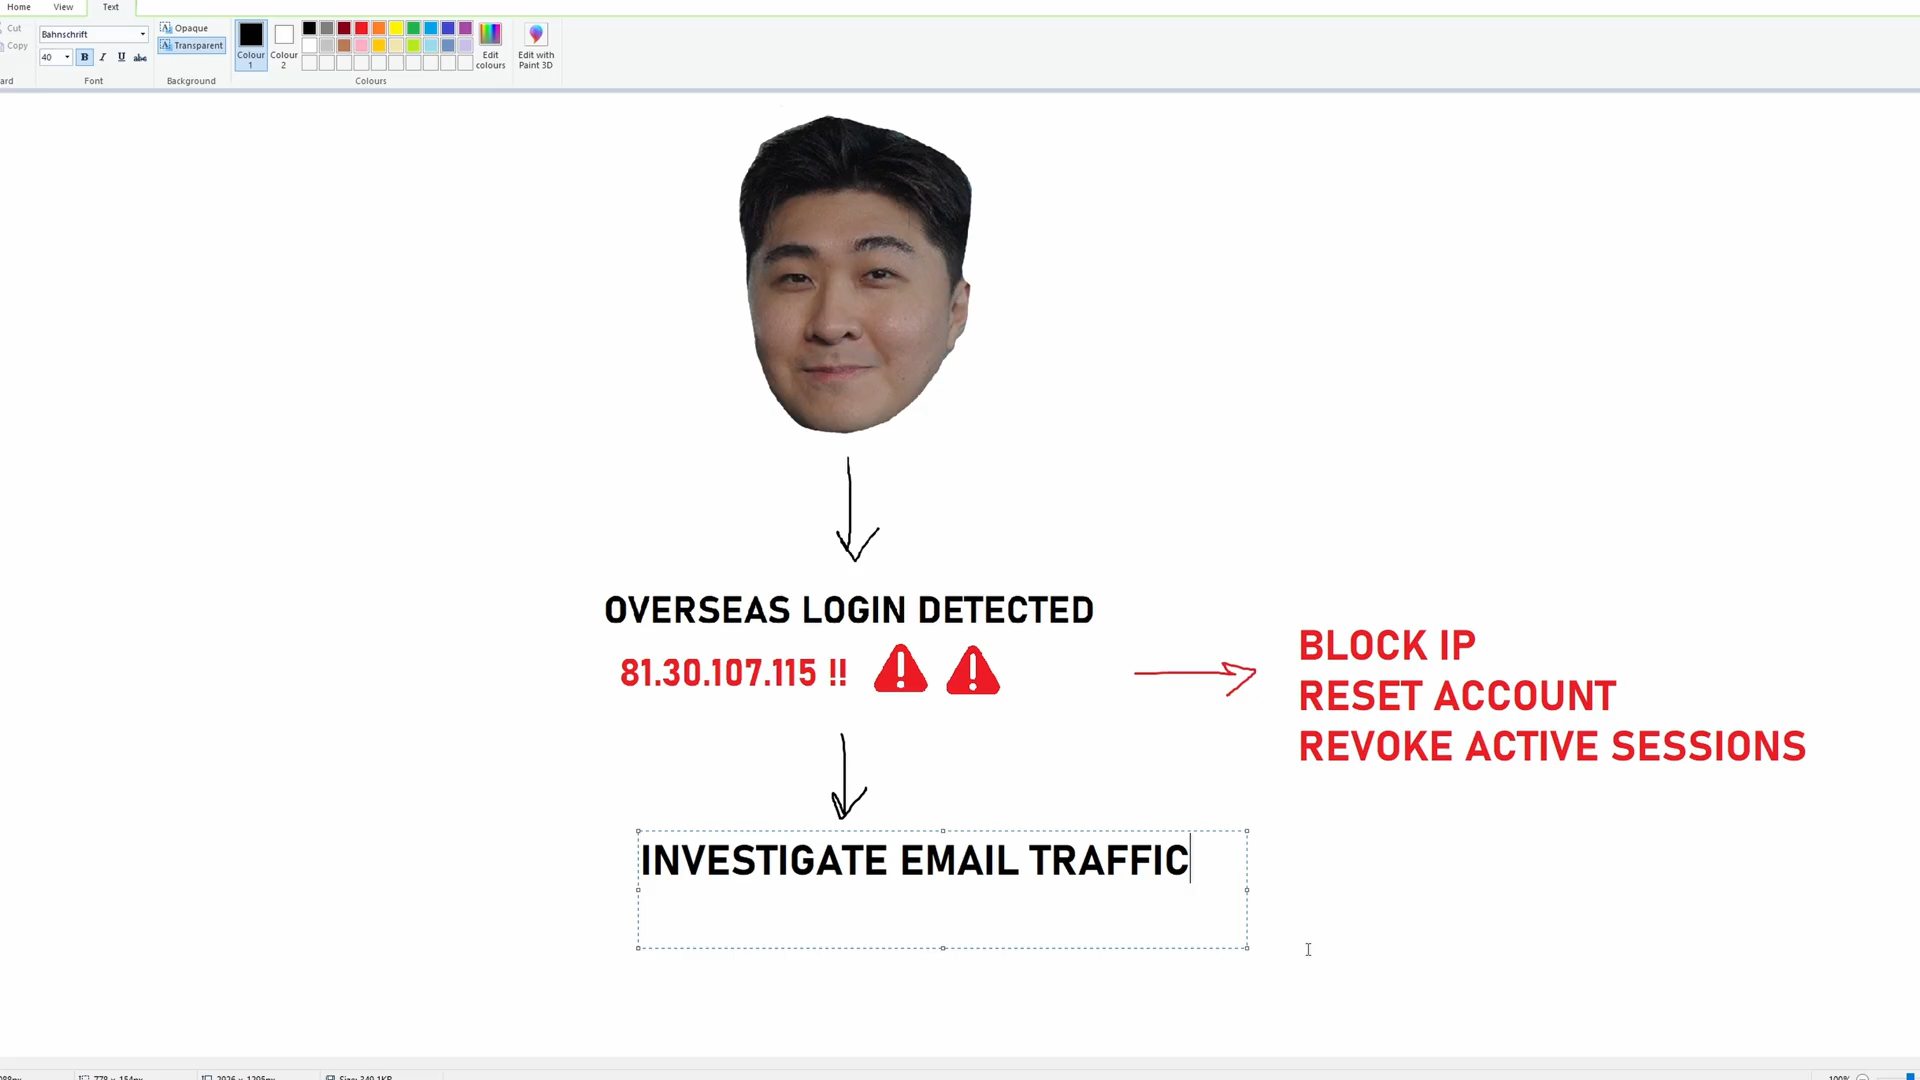 Home View Text
Cut
Copy
Bahnschrift
40 B I U abc
Font
Opaque
Transparent
Background
Colour 1
Colour 2
Edit colours
Colours
Edit with Paint 3D
OVERSEAS LOGIN DETECTED
81.30.107.115 !!
BLOCK IP
RESET ACCOUNT
REVOKE ACTIVE SESSIONS
INVESTIGATE EMAIL TRAFFIC